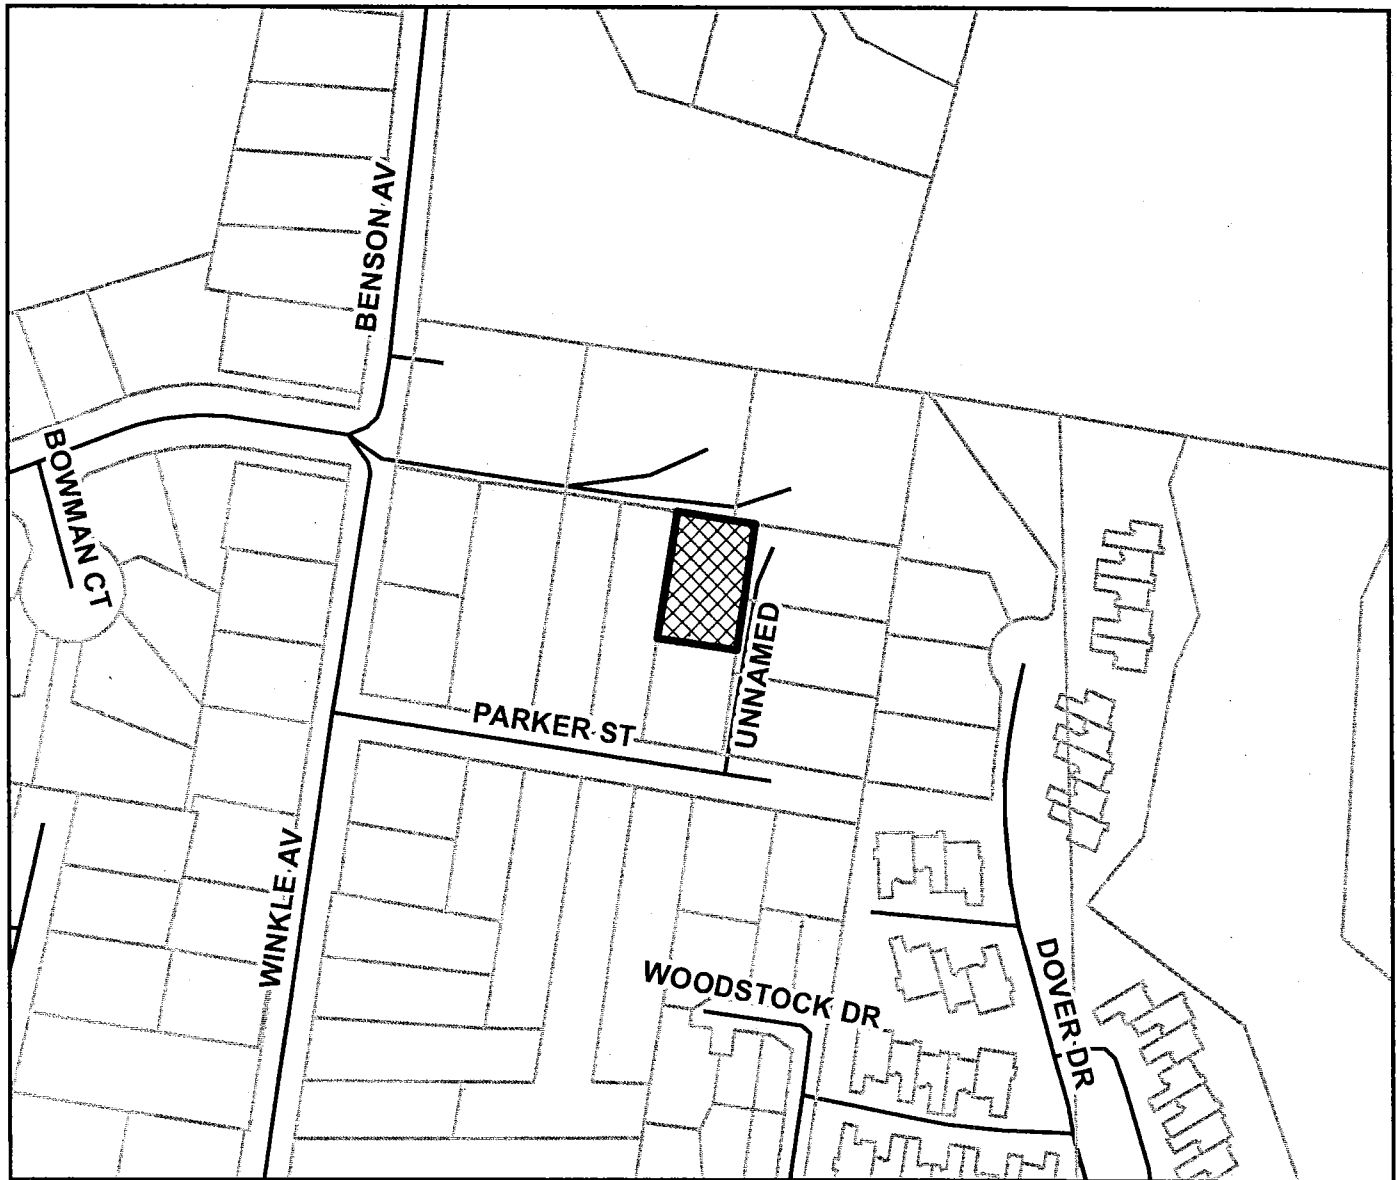 BENSON AV
BOWMAN CT
UNNAMED
PARKER ST
WINKLE AV
WOODSTOCK DR
DOVER DR